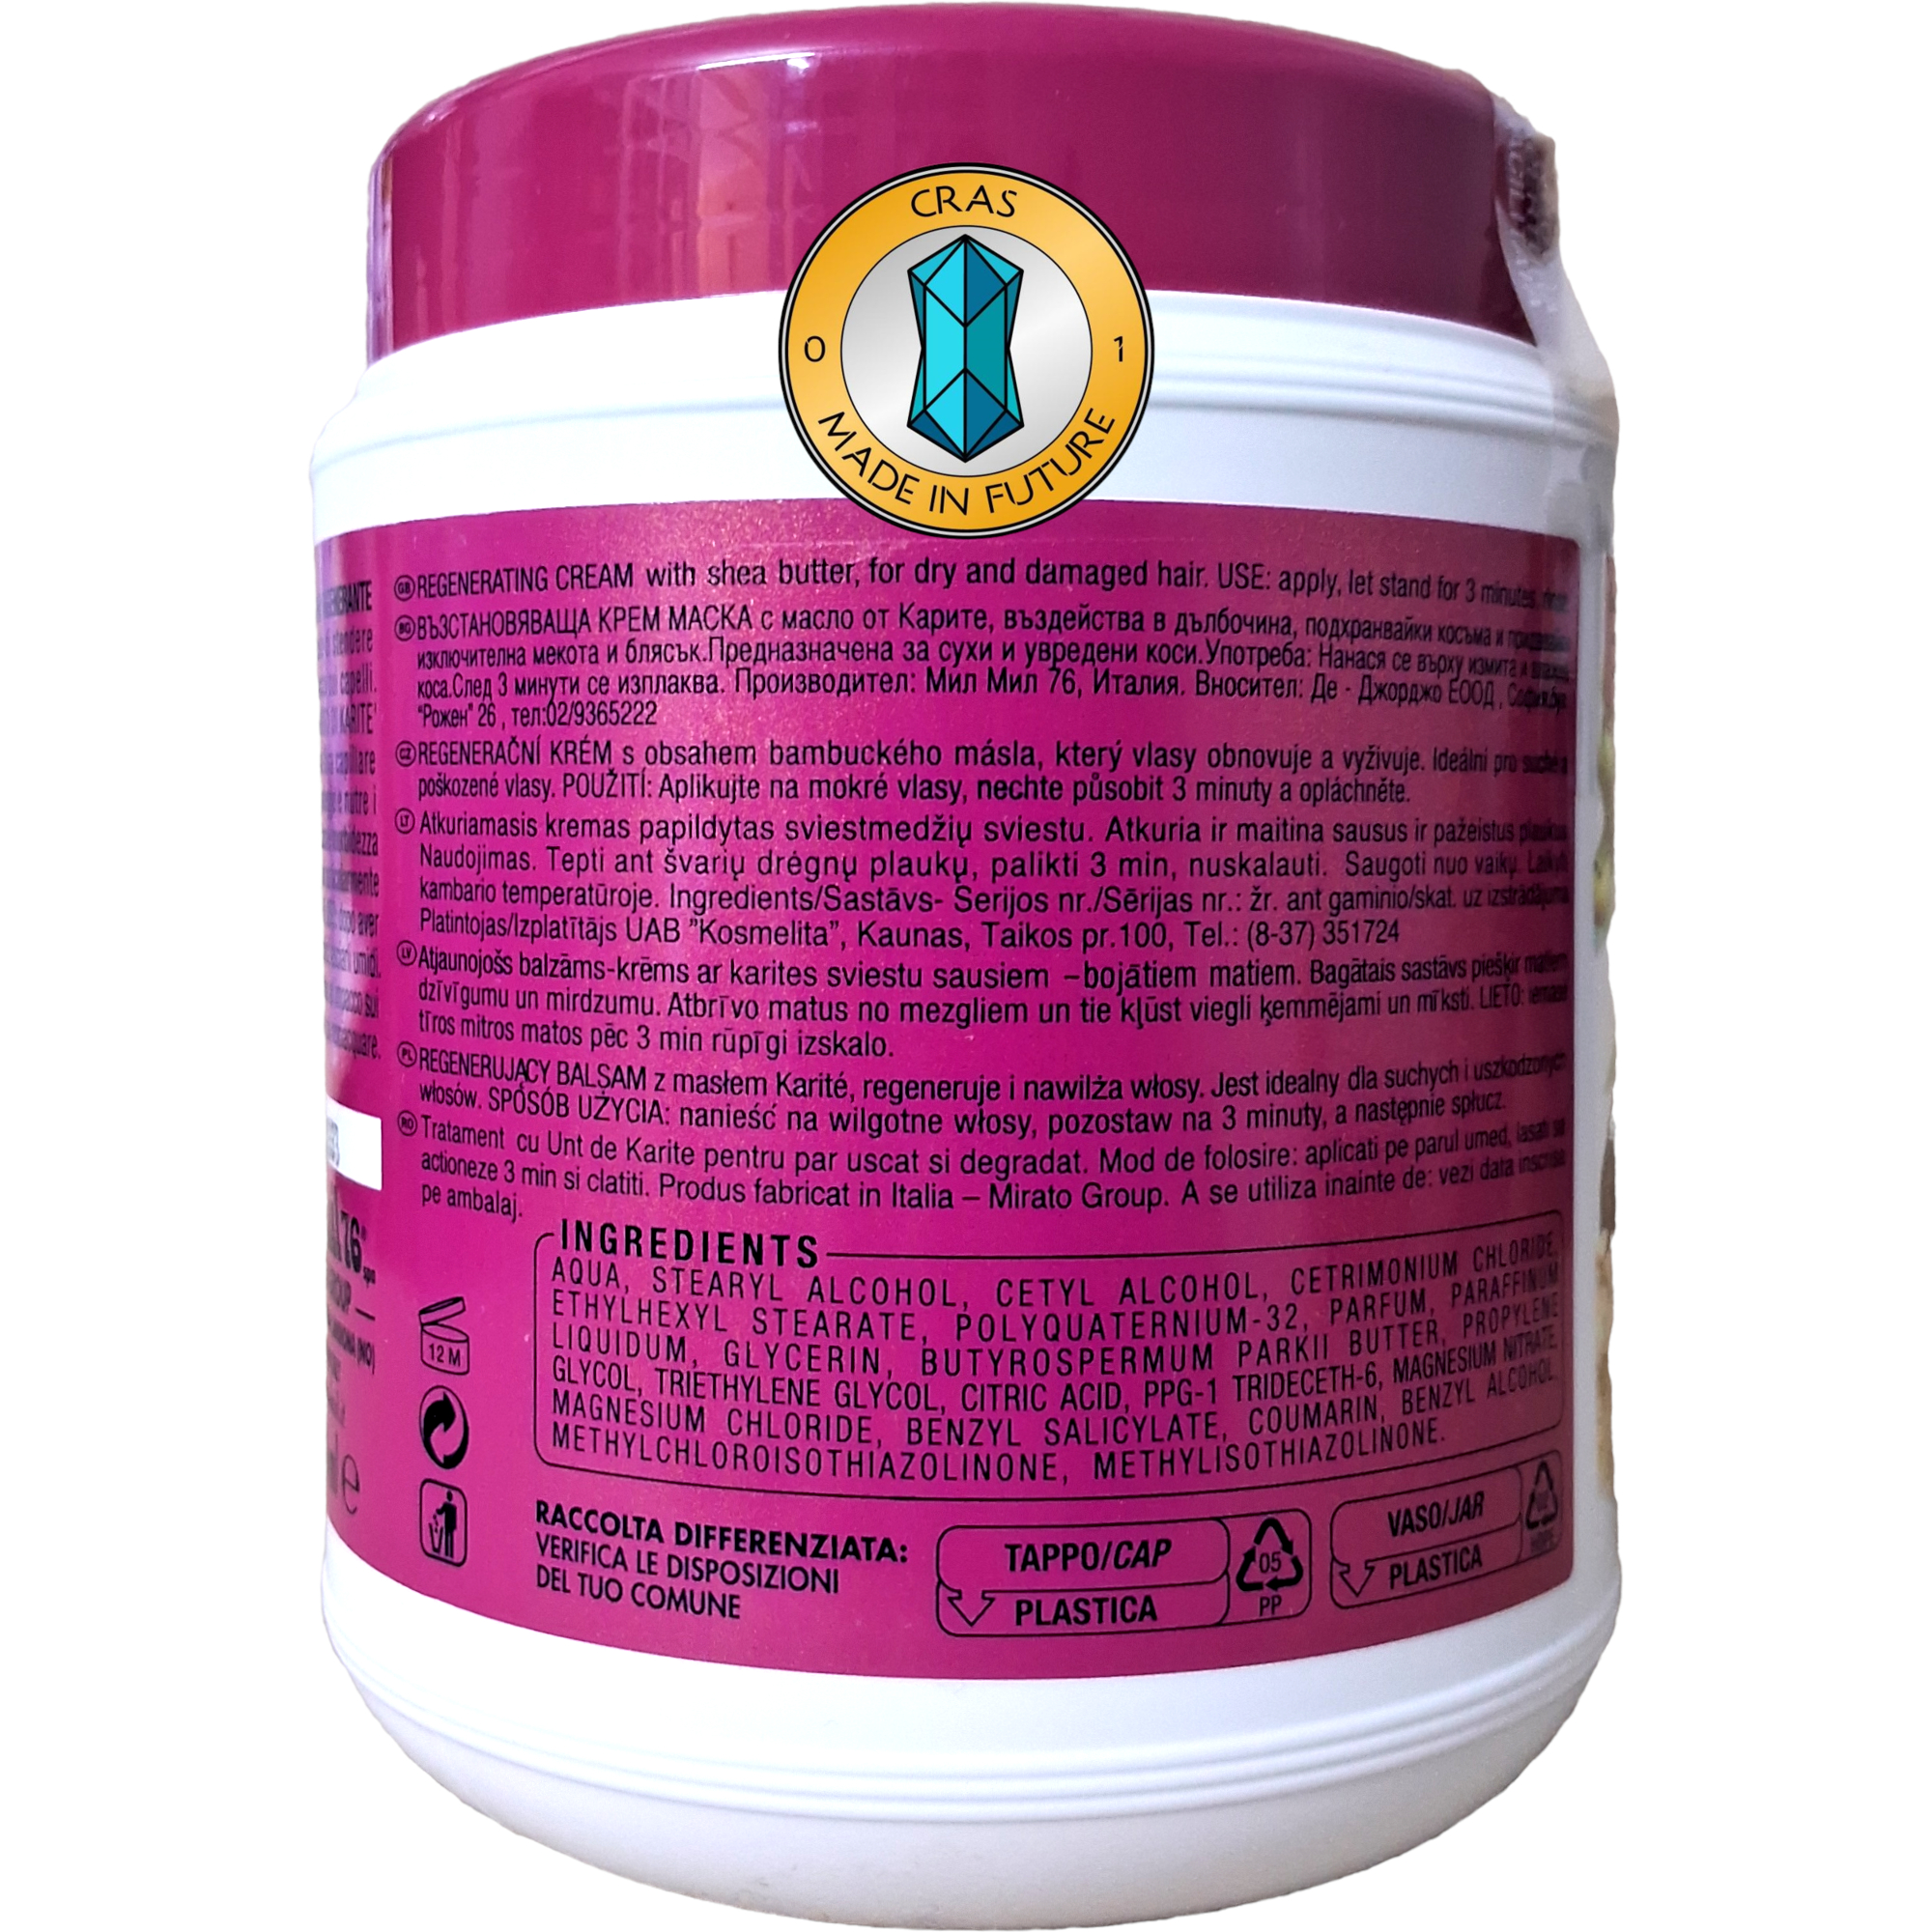 CRAS
0 1
MADE IN FUTURE
GB REGENERATING CREAM with shea butter, for dry and damaged hair. USE: apply, let stand for 3 minutes,
BG ВЪЗСТАНОВЯВАЩА КРЕМ МАСКА с масло от Карите, въздейства в дълбочина, подхранвайки косъма и
изключителна мекота и блясък.Предназначена за сухи и увредени коси.Употреба: Нанася се върху измита и
коса.След 3 минути се изплаква. Производител: Мил Мил 76, Италия. Вносител: Де - Джорджо ЕООД,
"Рожен" 26 , тел:02/9365222
CZ REGENERAČNÍ KRÉM s obsahem bambuckého másla, který vlasy obnovuje a vyživuje. Ideální pro suché a
poškozené vlasy. POUŽITÍ: Aplikujte na mokré vlasy, nechte působit 3 minuty a opláchněte.
LT Atkuriamasis kremas papildytas sviestmedžių sviestu. Atkuria ir maitina sausus ir pažeistus
Naudojimas. Tepti ant švarių drėgnų plaukų, palikti 3 min, nuskalauti. Saugoti nuo vaikų.
kambario temperatūroje. Ingredients/Sastāvs- Serijos nr./Sērijas nr.: žr. ant gaminio/skat. uz izstrādājuma
Platintojas/Izplatītājs UAB "Kosmelita", Kaunas, Taikos pr.100, Tel.: (8-37) 351724
LV Atjaunojošs balzāms-krēms ar karites sviestu sausiem –bojātiem matiem. Bagātais sastāvs piešķir
dzīvīgumu un mirdzumu. Atbrīvo matus no mezgliem un tie kļūst viegli ķemmējami un mīksti. LIETO:
tīros mitros matos pēc 3 min rūpīgi izskalo.
PL REGENERUJĄCY BALSAM z masłem Karité, regeneruje i nawilża włosy. Jest idealny dla suchych i uszkodzonych
włosów. SPOSÓB UŻYCIA: nanieść na wilgotne włosy, pozostaw na 3 minuty, a następnie spłucz.
RO Tratament cu Unt de Karite pentru par uscat si degradat. Mod de folosire: aplicati pe parul umed, lasati sa
actioneze 3 min si clatiti. Produs fabricat in Italia – Mirato Group. A se utiliza inainte de: vezi data inscrisa
pe ambalaj.
INGREDIENTS
AQUA, STEARYL ALCOHOL, CETYL ALCOHOL, CETRIMONIUM CHLORIDE,
ETHYLHEXYL STEARATE, POLYQUATERNIUM-32, PARFUM, PARAFFINUM
LIQUIDUM, GLYCERIN, BUTYROSPERMUM PARKII BUTTER, PROPYLENE
GLYCOL, TRIETHYLENE GLYCOL, CITRIC ACID, PPG-1 TRIDECETH-6, MAGNESIUM NITRATE,
MAGNESIUM CHLORIDE, BENZYL SALICYLATE, COUMARIN, BENZYL ALCOHOL,
METHYLCHLOROISOTHIAZOLINONE, METHYLISOTHIAZOLINONE.
12 M
RACCOLTA DIFFERENZIATA:
VERIFICA LE DISPOSIZIONI
DEL TUO COMUNE
TAPPO/CAP
PLASTICA
05
PP
VASO/JAR
PLASTICA